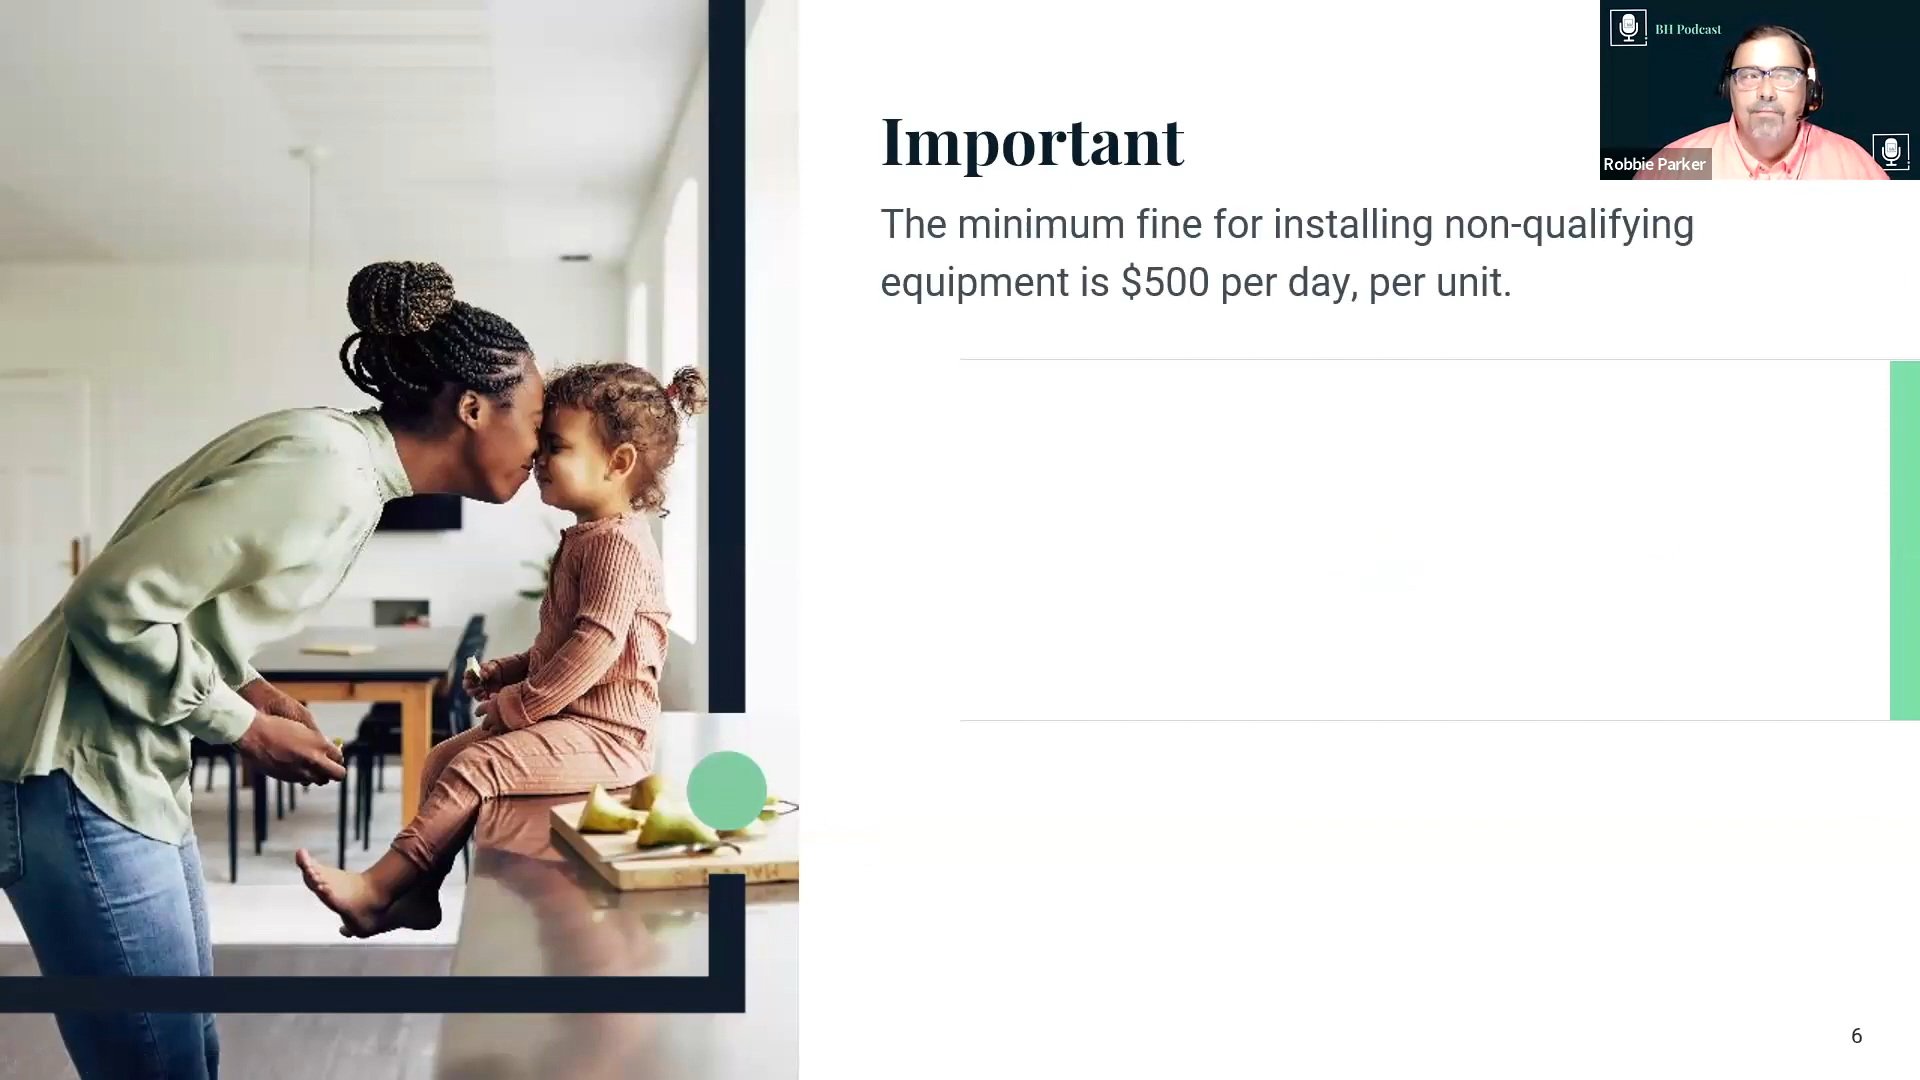 BH Podcast
Robbie Parker
Important
The minimum fine for installing non-qualifying
equipment is $500 per day, per unit.
6